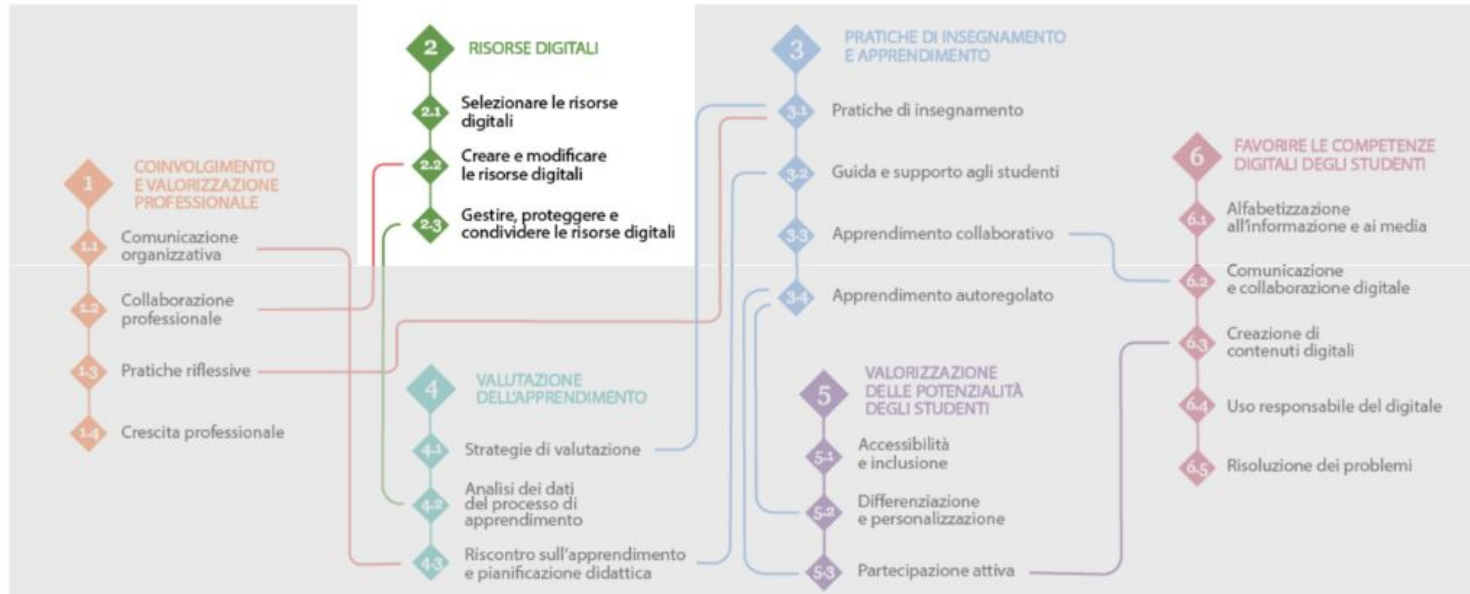 1
COINVOLGIMENTO
E VALORIZZAZIONE
PROFESSIONALE
1.1
Comunicazione
organizzativa
1.2
Collaborazione
professionale
1.3
Pratiche riflessive
1.4
Crescita professionale
2
RISORSE DIGITALI
2.1
Selezionare le risorse
digitali
2.2
Creare e modificare
le risorse digitali
2.3
Gestire, proteggere e
condividere le risorse digitali
3
PRATICHE DI INSEGNAMENTO
E APPRENDIMENTO
3.1
Pratiche di insegnamento
3.2
Guida e supporto agli studenti
3.3
Apprendimento collaborativo
3.4
Apprendimento autoregolato
4
VALUTAZIONE
DELL'APPRENDIMENTO
4.1
Strategie di valutazione
4.2
Analisi dei dati
del processo di
apprendimento
4.3
Riscontro sull'apprendimento
e pianificazione didattica
5
VALORIZZAZIONE
DELLE POTENZIALITÀ
DEGLI STUDENTI
5.1
Accessibilità
e inclusione
5.2
Differenziazione
e personalizzazione
5.3
Partecipazione attiva
6
FAVORIRE LE COMPETENZE
DIGITALI DEGLI STUDENTI
6.1
Alfabetizzazione
all'informazione e ai media
6.2
Comunicazione
e collaborazione digitale
6.3
Creazione di
contenuti digitali
6.4
Uso responsabile del digitale
6.5
Risoluzione dei problemi